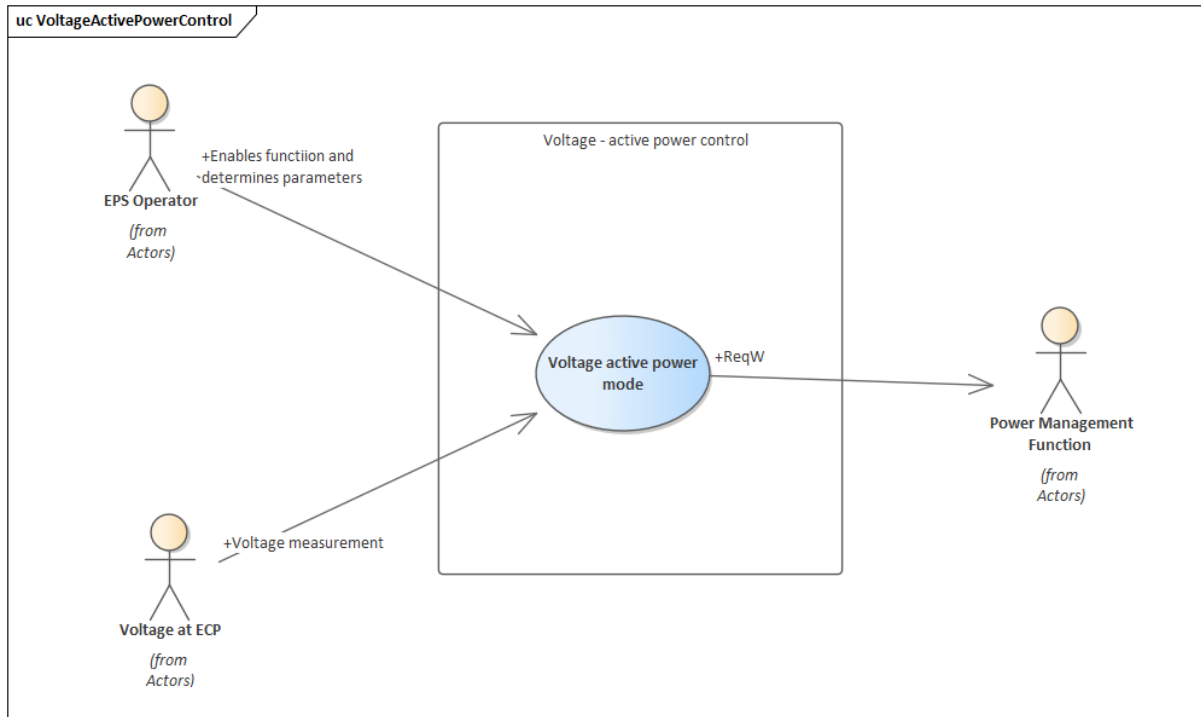 uc VoltageActivePowerControl
Voltage - active power control
+Enables functiion and
determines parameters
EPS Operator
(from
Actors)
Voltage active power
mode
+ReqW
Power Management
Function
(from
Actors)
+Voltage measurement
Voltage at ECP
(from
Actors)